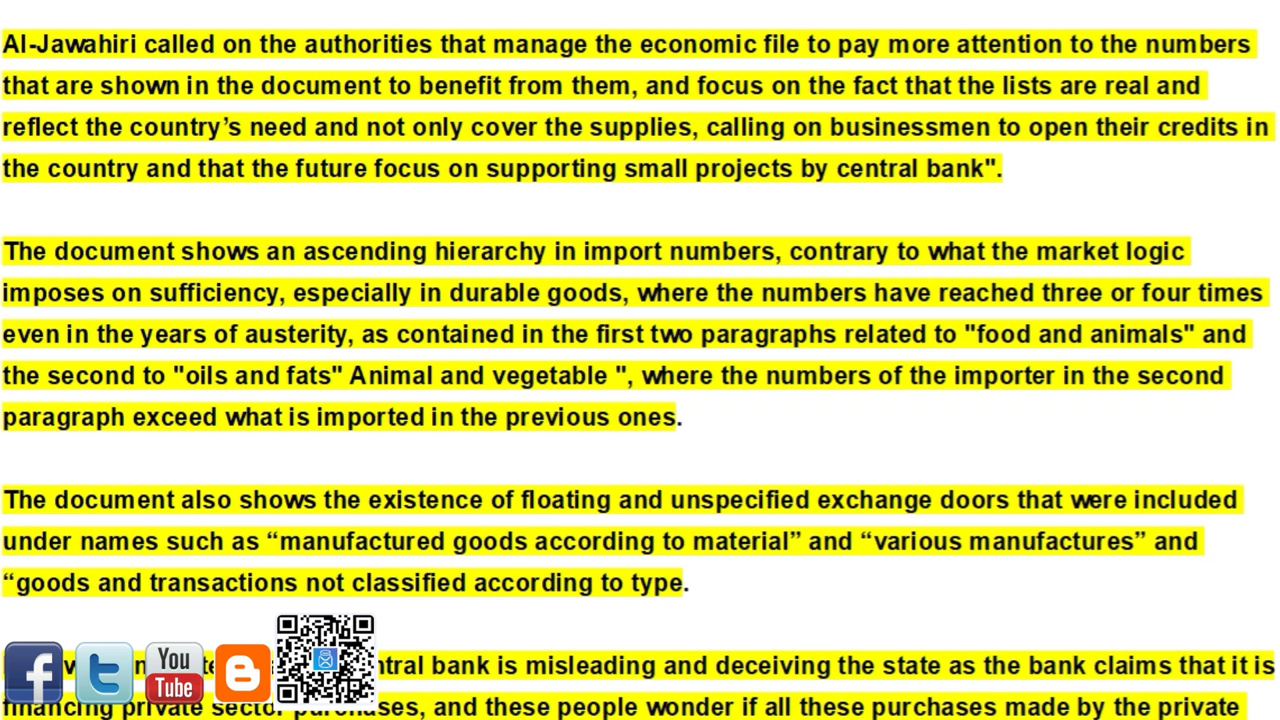 Al-Jawahiri called on the authorities that manage the economic file to pay more attention to the numbers
that are shown in the document to benefit from them, and focus on the fact that the lists are real and
reflect the country’s need and not only cover the supplies, calling on businessmen to open their credits in
the country and that the future focus on supporting small projects by central bank".
The document shows an ascending hierarchy in import numbers, contrary to what the market logic
imposes on sufficiency, especially in durable goods, where the numbers have reached three or four times
even in the years of austerity, as contained in the first two paragraphs related to "food and animals" and
the second to "oils and fats" Animal and vegetable ", where the numbers of the importer in the second
paragraph exceed what is imported in the previous ones.
The document also shows the existence of floating and unspecified exchange doors that were included
under names such as “manufactured goods according to material” and “various manufactures” and
“goods and transactions not classified according to type.
bank is misleading and deceiving the state as the bank claims that it is
financing private sector purchases, and these people wonder if all these purchases made by the private
You
Tube